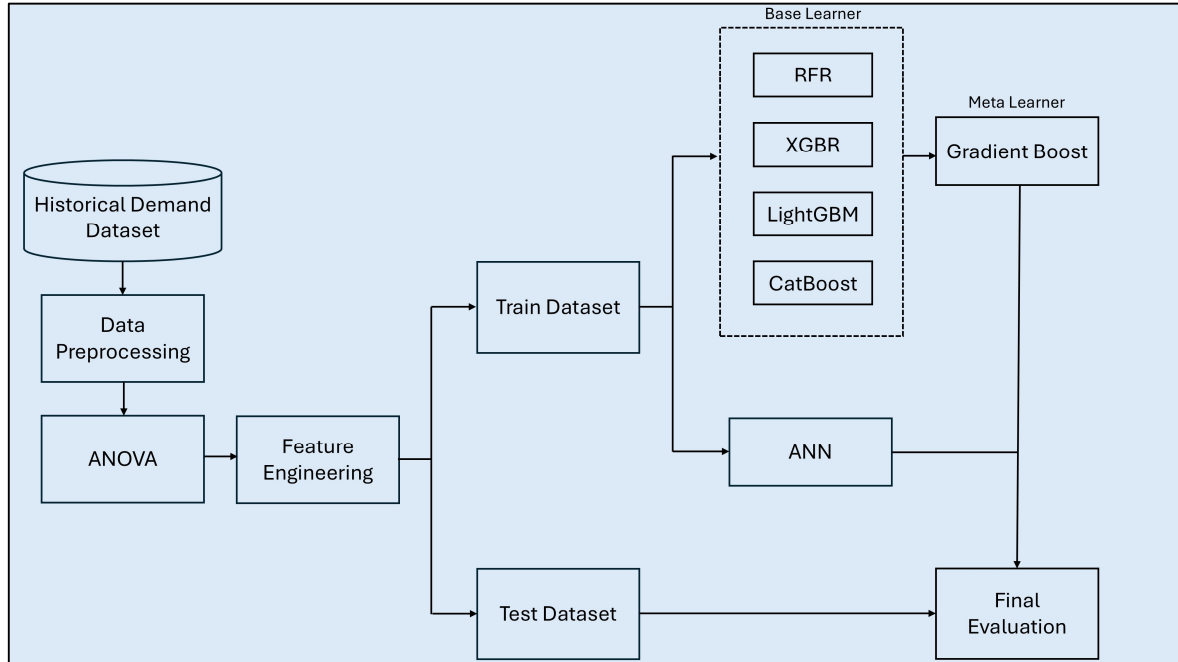 Base Learner
RFR
XGBR
LightGBM
CatBoost
Meta Learner
Gradient Boost
Historical Demand
Dataset
Data
Preprocessing
ANOVA
Feature
Engineering
Train Dataset
ANN
Test Dataset
Final
Evaluation